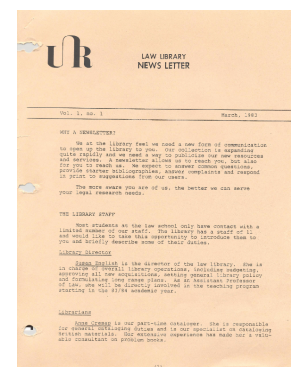 UR
LAW LIBRARY
NEWS LETTER
Vol. 1, no. 1 March, 1983
WHY A NEWSLETTER?
We at the library feel we need a new form of communication
to open up the library to you. Our collection is expanding
quite rapidly and we need a way to publicize our new resources
and services. A newsletter allows us to reach you, but also
for you to reach us. We expect to answer common questions,
provide starter bibliographies, answer complaints and respond
in print to suggestions from our users.
The more aware you are of us, the better we can serve
your legal research needs.
THE LIBRARY STAFF
Most students at the law school only have contact with a
limited number of our staff. The library has a staff of 11
and would like to take this opportunity to introduce them to
you and briefly describe some of their duties.
Library Director
Susan English is the director of the law library. She is
in charge of overall library operations, including budgeting,
approving all new acquisitions, setting general library policy
and formulating long range plans. As an Assistant Professor
of Law, she will be directly involved in the teaching program
starting in the 83/84 academic year.
Librarians
Anne Creman is our part-time cataloger. She is responsible
for general cataloging duties and is our specialist on cataloging
British materials. Her extensive experience has made her a valu-
able consultant on problem books.